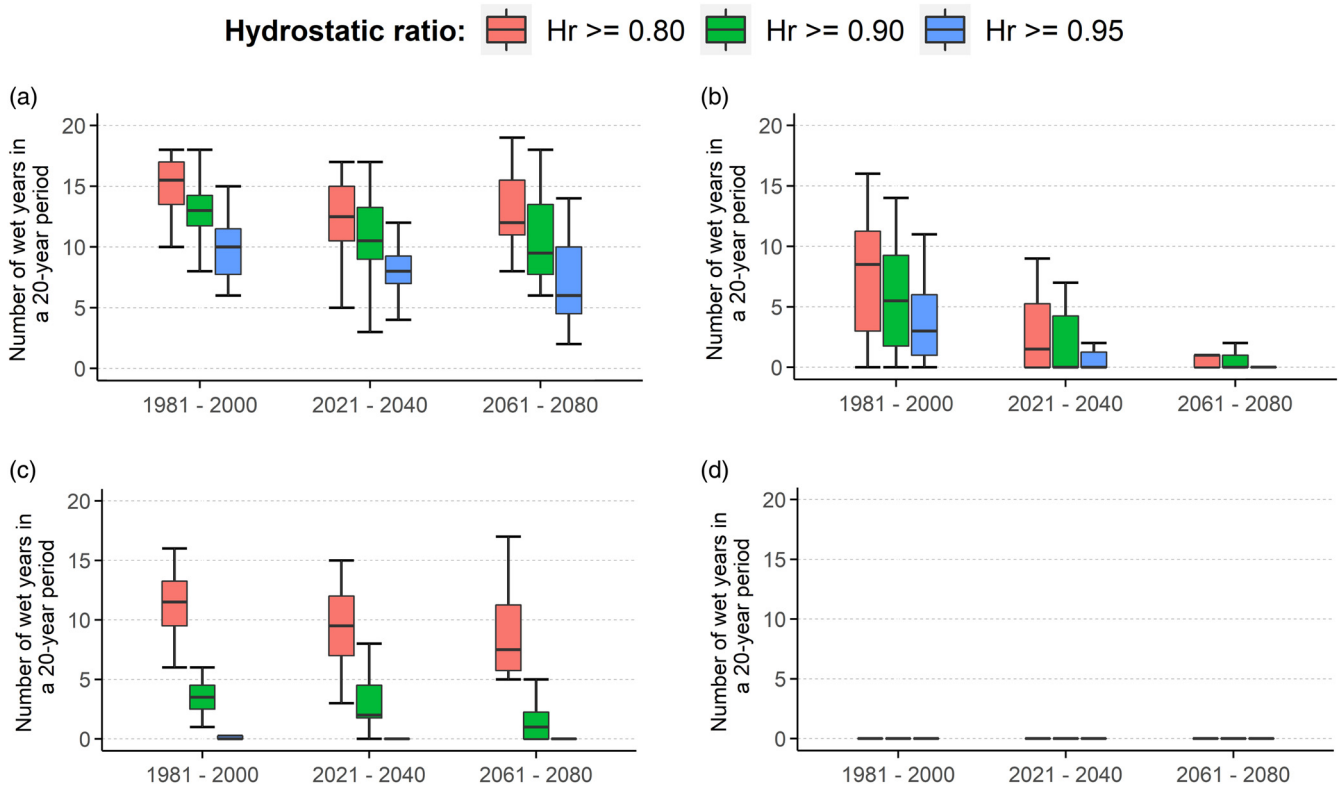 Hydrostatic ratio: Hr >= 0.80 Hr >= 0.90 Hr >= 0.95
(a)
Number of wet years in
a 20-year period
20
15
10
5
0
1981 - 2000 2021 - 2040 2061 - 2080
(b)
Number of wet years in
a 20-year period
20
15
10
5
0
1981 - 2000 2021 - 2040 2061 - 2080
(c)
Number of wet years in
a 20-year period
20
15
10
5
0
1981 - 2000 2021 - 2040 2061 - 2080
(d)
Number of wet years in
a 20-year period
20
15
10
5
0
1981 - 2000 2021 - 2040 2061 - 2080